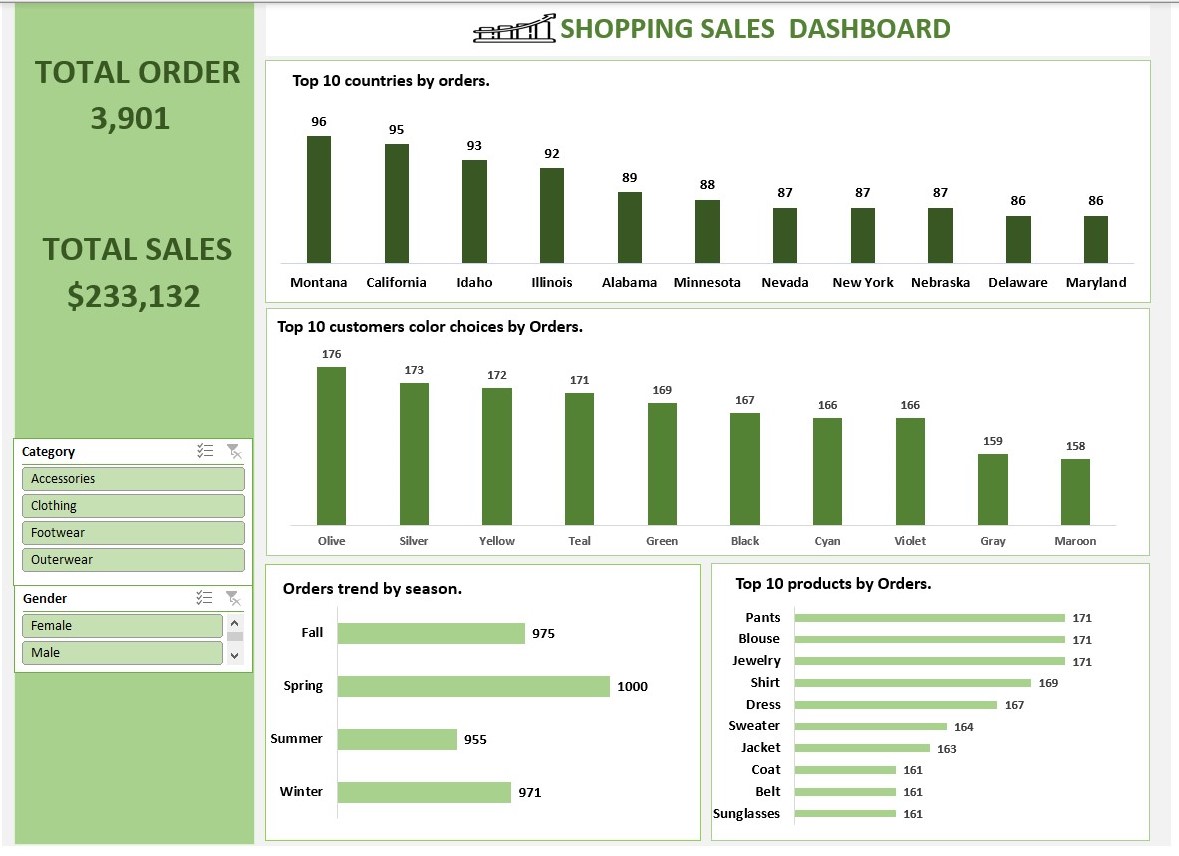 SHOPPING SALES DASHBOARD
TOTAL ORDER
3,901
TOTAL SALES
$233,132
Category
Accessories
Clothing
Footwear
Outerwear
Gender
Female
Male
Top 10 countries by orders.
96 95 93 92 89 88 87 87 87 86 86
Montana California Idaho Illinois Alabama Minnesota Nevada New York Nebraska Delaware Maryland
Top 10 customers color choices by Orders.
176 173 172 171 169 167 166 166 159 158
Olive Silver Yellow Teal Green Black Cyan Violet Gray Maroon
Orders trend by season.
Fall 975
Spring 1000
Summer 955
Winter 971
Top 10 products by Orders.
Pants 171
Blouse 171
Jewelry 171
Shirt 169
Dress 167
Sweater 164
Jacket 163
Coat 161
Belt 161
Sunglasses 161